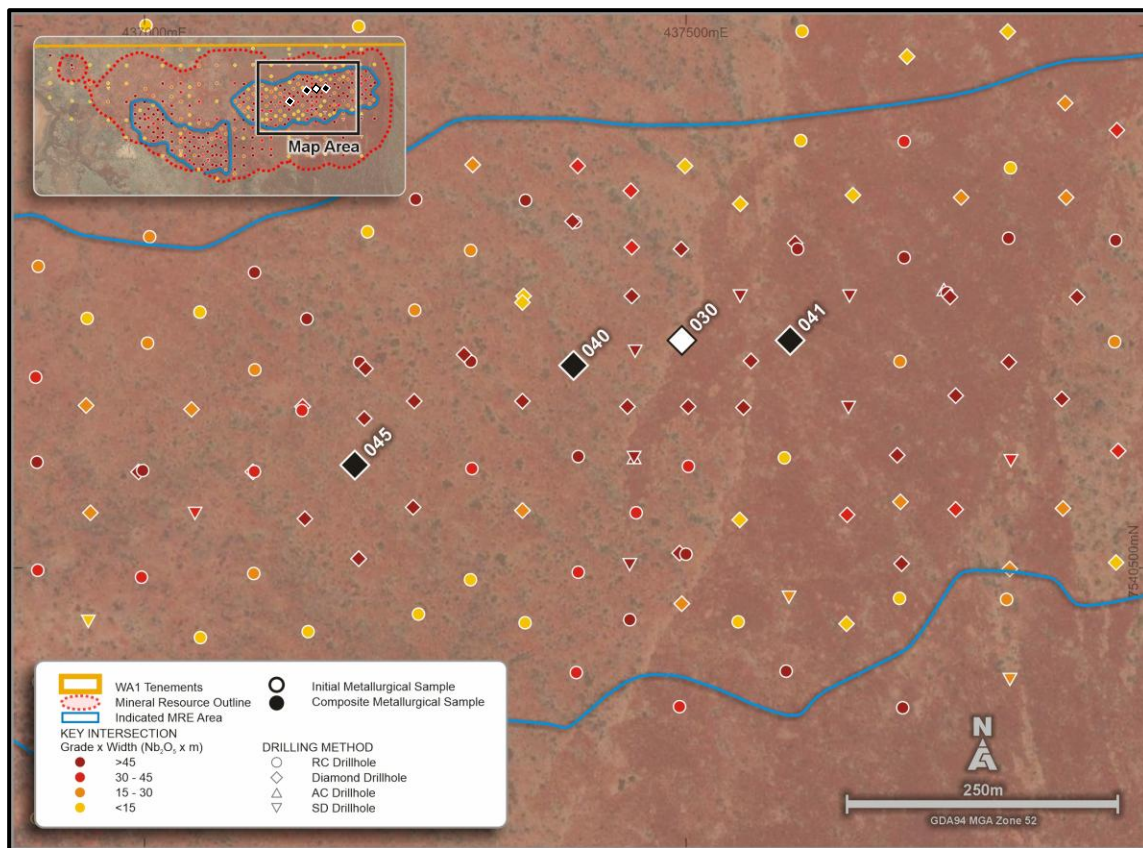 437000mE
437500mE
Map Area
030
041
040
045
7540500mN
WA1 Tenements
Mineral Resource Outline
Indicated MRE Area
KEY INTERSECTION
Grade x Width (Nb₂O₅ x m)
>45
30 - 45
15 - 30
<15
Initial Metallurgical Sample
Composite Metallurgical Sample
DRILLING METHOD
RC Drillhole
Diamond Drillhole
AC Drillhole
SD Drillhole
N
250m
GDA94 MGA Zone 52